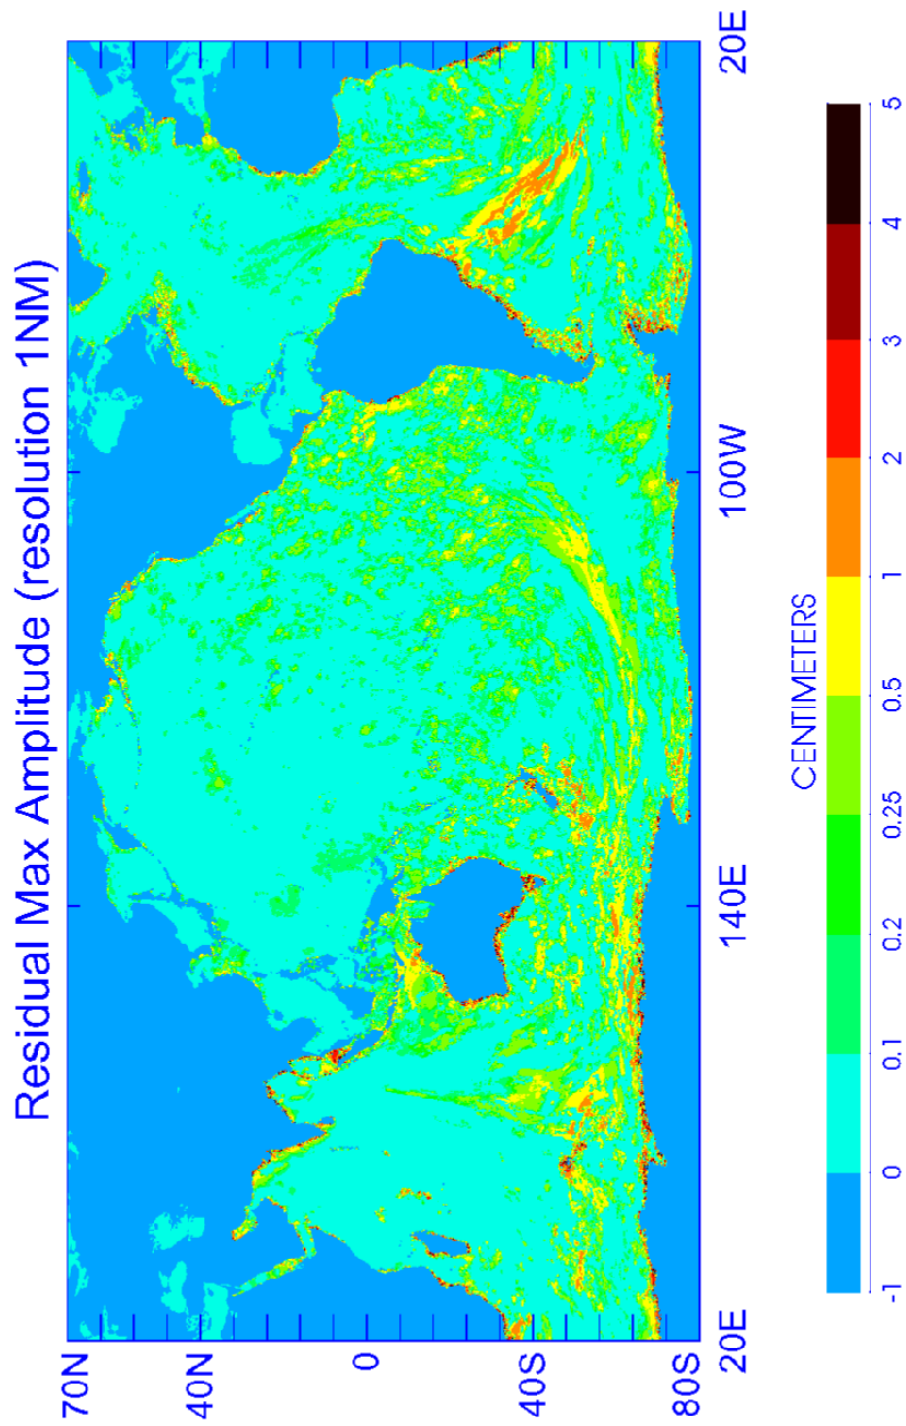 Residual Max Amplitude (resolution 1NM)
70N
40N
0
40S
80S
20E
140E
100W
20E
CENTIMETERS
-1
0
0.1
0.2
0.25
0.5
1
2
3
4
5